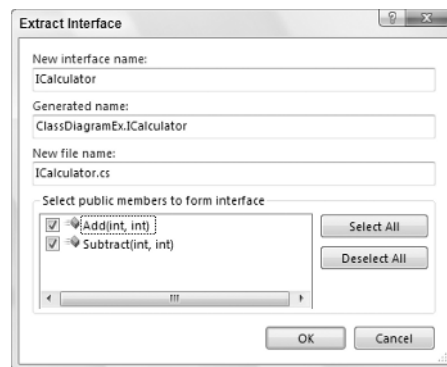 Extract Interface
New interface name:
ICalculator
Generated name:
ClassDiagramEx.ICalculator
New file name:
ICalculator.cs
Select public members to form interface
Add(int, int)
Select All
Subtract(int, int)
Deselect All
OK Cancel